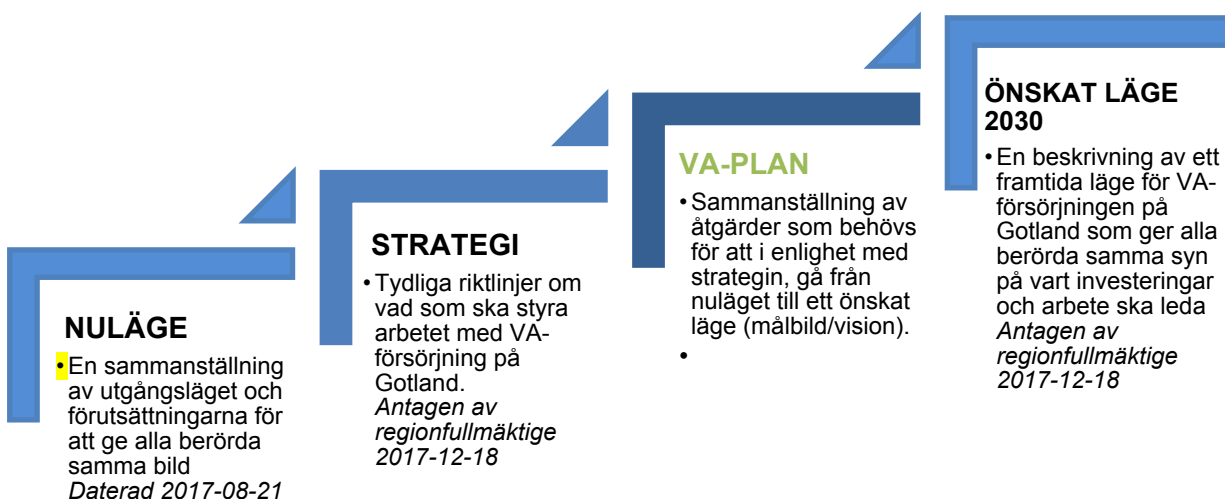 NULÄGE
•En sammanställning
av utgångsläget och
förutsättningarna för
att ge alla berörda
samma bild
Daterad 2017-08-21
STRATEGI
•Tydliga riktlinjer om
vad som ska styra
arbetet med VA-
försörjning på
Gotland.
Antagen av
regionfullmäktige
2017-12-18
VA-PLAN
•Sammanställning av
åtgärder som behövs
för att i enlighet med
strategin, gå från
nuläget till ett önskat
läge (målbild/vision).
•
ÖNSKAT LÄGE
2030
•En beskrivning av ett
framtida läge för VA-
försörjningen på
Gotland som ger alla
berörda samma syn
på vart investeringar
och arbete ska leda
Antagen av
regionfullmäktige
2017-12-18